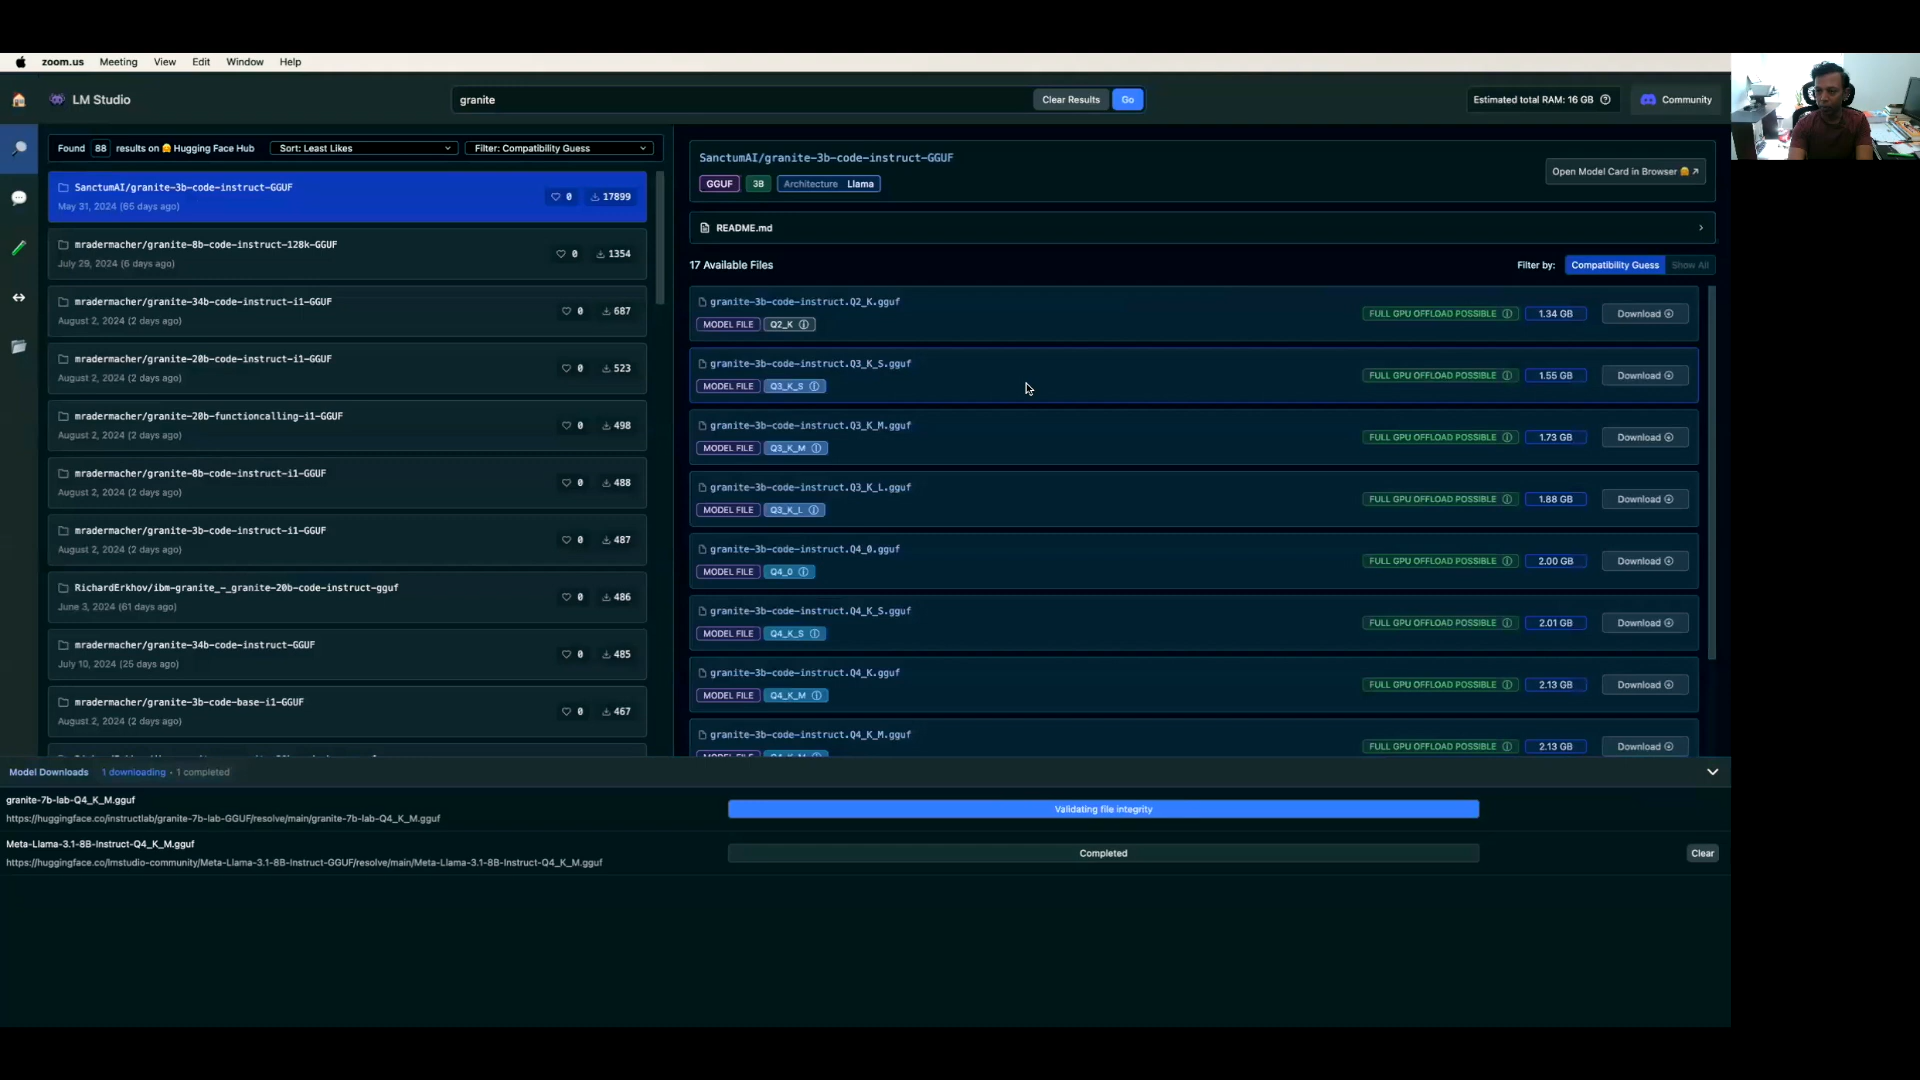 zoom.us Meeting View Edit Window Help
LM Studio
granite
Clear Results
Go
Estimated total RAM: 16 GB
Community
Found 88 results on 🤗 Hugging Face Hub
Sort: Least Likes
Filter: Compatibility Guess
SanctumAI/granite-3b-code-instruct-GGUF
May 31, 2024 (65 days ago)
0 17899
mradermacher/granite-8b-code-instruct-128k-GGUF
July 29, 2024 (6 days ago)
0 1354
mradermacher/granite-34b-code-instruct-i1-GGUF
August 2, 2024 (2 days ago)
0 687
mradermacher/granite-20b-code-instruct-i1-GGUF
August 2, 2024 (2 days ago)
0 523
mradermacher/granite-20b-functioncalling-i1-GGUF
August 2, 2024 (2 days ago)
0 498
mradermacher/granite-8b-code-instruct-i1-GGUF
August 2, 2024 (2 days ago)
0 488
mradermacher/granite-3b-code-instruct-i1-GGUF
August 2, 2024 (2 days ago)
0 487
RichardErkhov/ibm-granite_-_granite-20b-code-instruct-gguf
June 3, 2024 (61 days ago)
0 486
mradermacher/granite-34b-code-instruct-GGUF
July 10, 2024 (25 days ago)
0 485
mradermacher/granite-3b-code-base-i1-GGUF
August 2, 2024 (2 days ago)
0 467
SanctumAI/granite-3b-code-instruct-GGUF
GGUF 3B Architecture Llama
Open Model Card in Browser 🤗 ↗
README.md
17 Available Files
Filter by: Compatibility Guess Show All
granite-3b-code-instruct.Q2_K.gguf
MODEL FILE Q2_K
FULL GPU OFFLOAD POSSIBLE 1.34 GB Download
granite-3b-code-instruct.Q3_K_S.gguf
MODEL FILE Q3_K_S
FULL GPU OFFLOAD POSSIBLE 1.55 GB Download
granite-3b-code-instruct.Q3_K_M.gguf
MODEL FILE Q3_K_M
FULL GPU OFFLOAD POSSIBLE 1.73 GB Download
granite-3b-code-instruct.Q3_K_L.gguf
MODEL FILE Q3_K_L
FULL GPU OFFLOAD POSSIBLE 1.88 GB Download
granite-3b-code-instruct.Q4_0.gguf
MODEL FILE Q4_0
FULL GPU OFFLOAD POSSIBLE 2.00 GB Download
granite-3b-code-instruct.Q4_K_S.gguf
MODEL FILE Q4_K_S
FULL GPU OFFLOAD POSSIBLE 2.01 GB Download
granite-3b-code-instruct.Q4_K.gguf
MODEL FILE Q4_K_M
FULL GPU OFFLOAD POSSIBLE 2.13 GB Download
granite-3b-code-instruct.Q4_K_M.gguf
FULL GPU OFFLOAD POSSIBLE 2.13 GB Download
Model Downloads 1 downloading • 1 completed
granite-7b-lab-Q4_K_M.gguf
https://huggingface.co/instructlab/granite-7b-lab-GGUF/resolve/main/granite-7b-lab-Q4_K_M.gguf
Validating file integrity
Meta-Llama-3.1-8B-Instruct-Q4_K_M.gguf
https://huggingface.co/lmstudio-community/Meta-Llama-3.1-8B-Instruct-GGUF/resolve/main/Meta-Llama-3.1-8B-Instruct-Q4_K_M.gguf
Completed
Clear